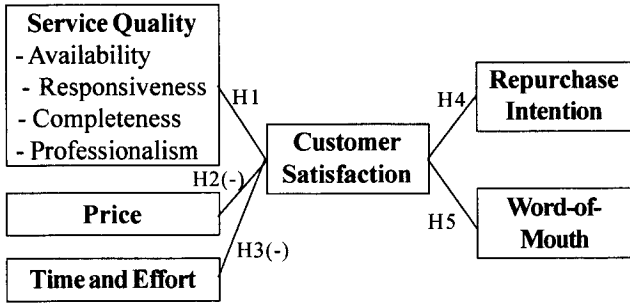 Service Quality
- Availability
- Responsiveness
- Completeness
- Professionalism
H1
H2(-)
Price
H3(-)
Time and Effort
Customer
Satisfaction
H4
Repurchase
Intention
H5
Word-of-
Mouth